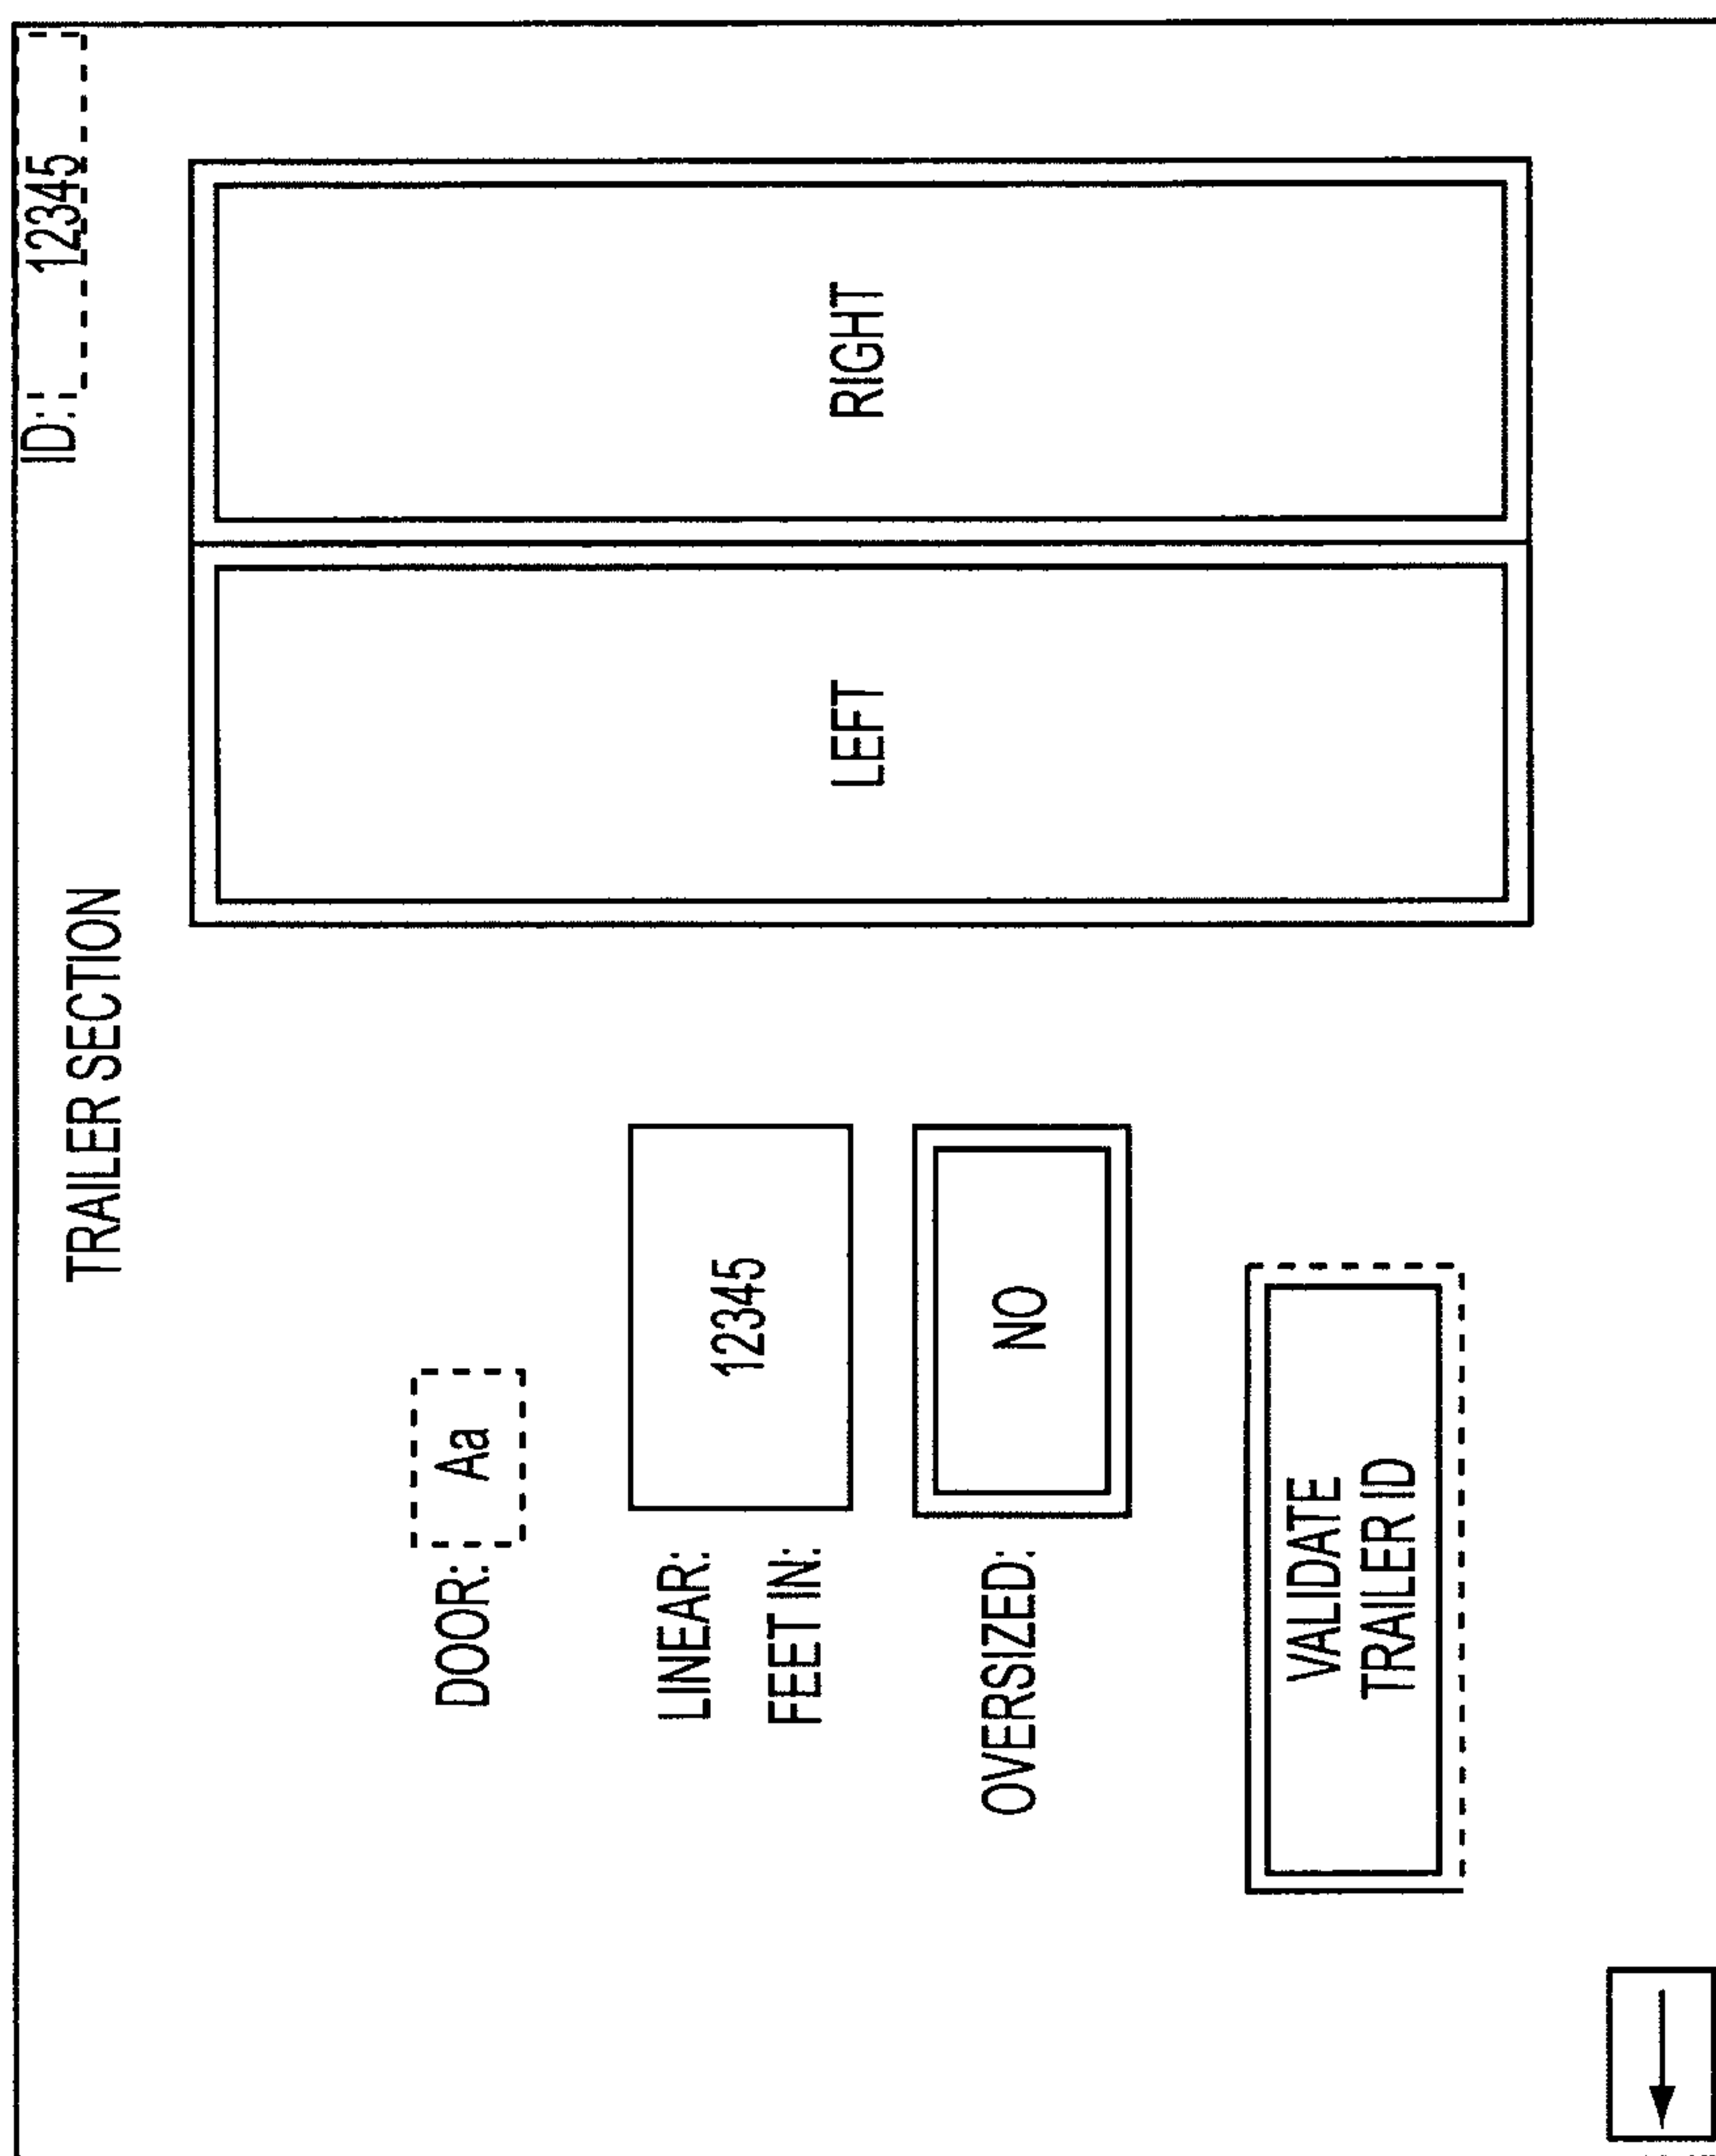 ID: 12345
TRAILER SECTION
DOOR: Aa
LINEAR: 12345
FEET IN:
OVERSIZED: NO
VALIDATE
TRAILER ID
LEFT
RIGHT